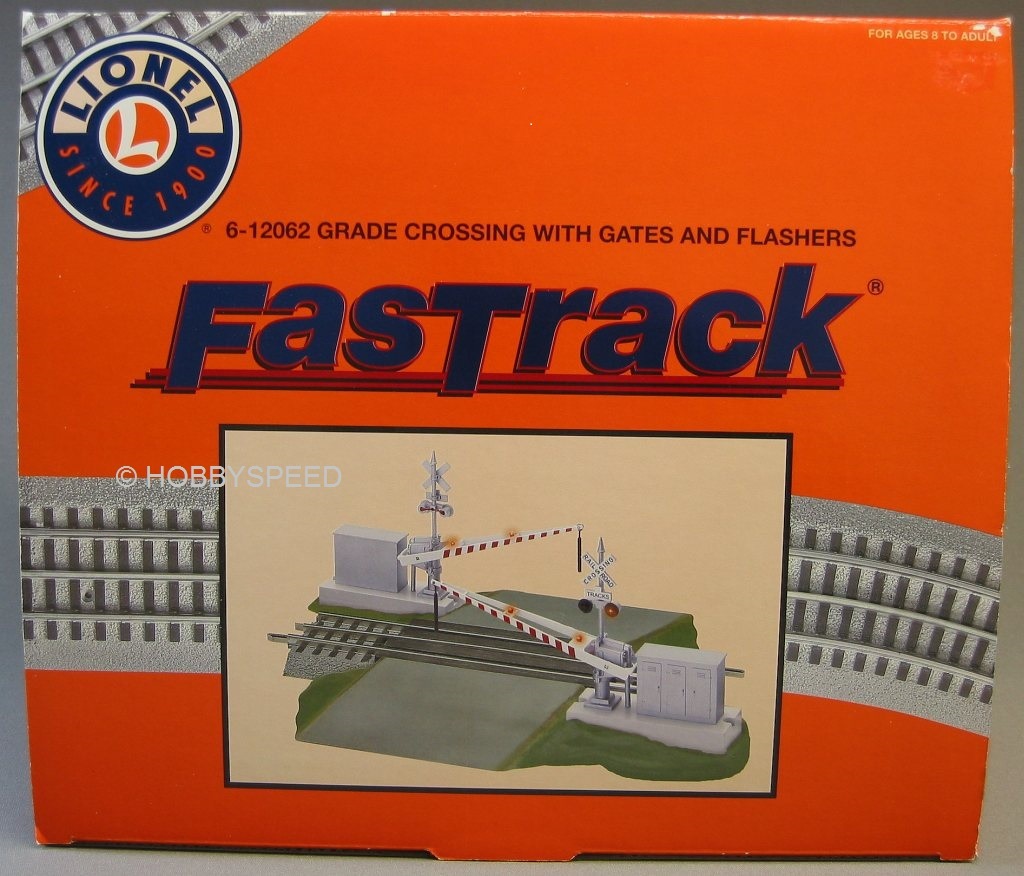 FOR AGES 8 TO ADULT
LIONEL
L
SINCE 1900
® 6-12062 GRADE CROSSING WITH GATES AND FLASHERS
FASTRACK®
© HOBBYSPEED
RAILROAD
CROSSING
TRACKS